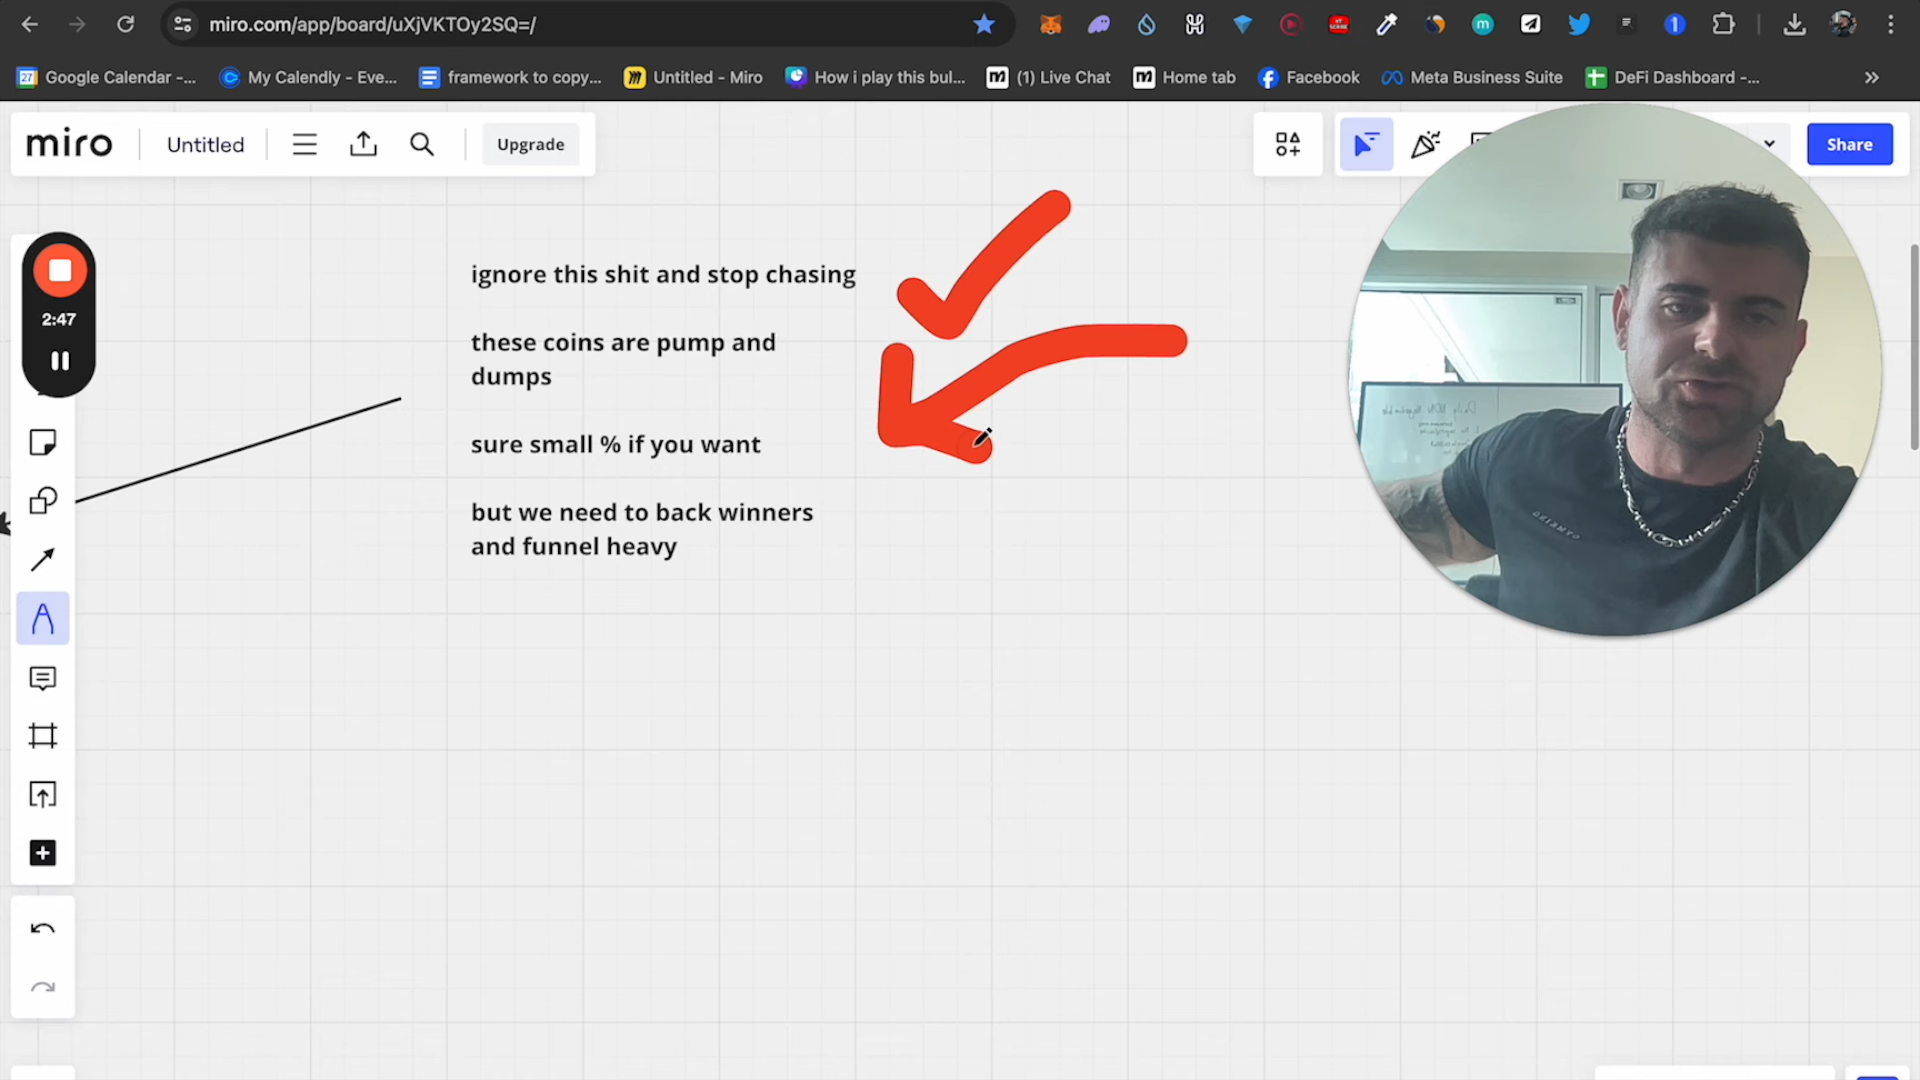 miro.com/app/board/uXjVKTOy2SQ=/
27 Google Calendar -... My Calendly - Eve... framework to copy... Untitled - Miro How i play this bul... (1) Live Chat Home tab Facebook Meta Business Suite DeFi Dashboard -... »
miro Untitled Upgrade Share
2:47
ignore this shit and stop chasing
these coins are pump and
dumps
sure small % if you want
but we need to back winners
and funnel heavy